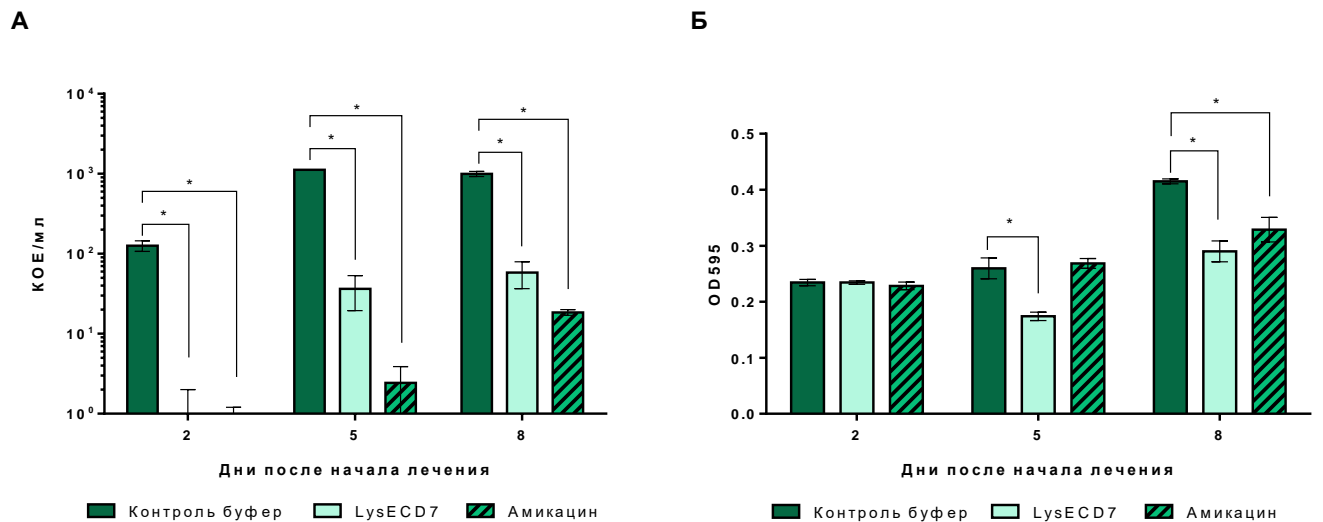 А
КОЕ/мл
10⁴
10³
10²
10¹
10⁰
* * * * * *
2 5 8
Дни после начала лечения
Контроль буфер LysECD7 Амикацин
Б
OD595
0.5
0.4
0.3
0.2
0.1
0.0
* * *
2 5 8
Дни после начала лечения
Контроль буфер LysECD7 Амикацин